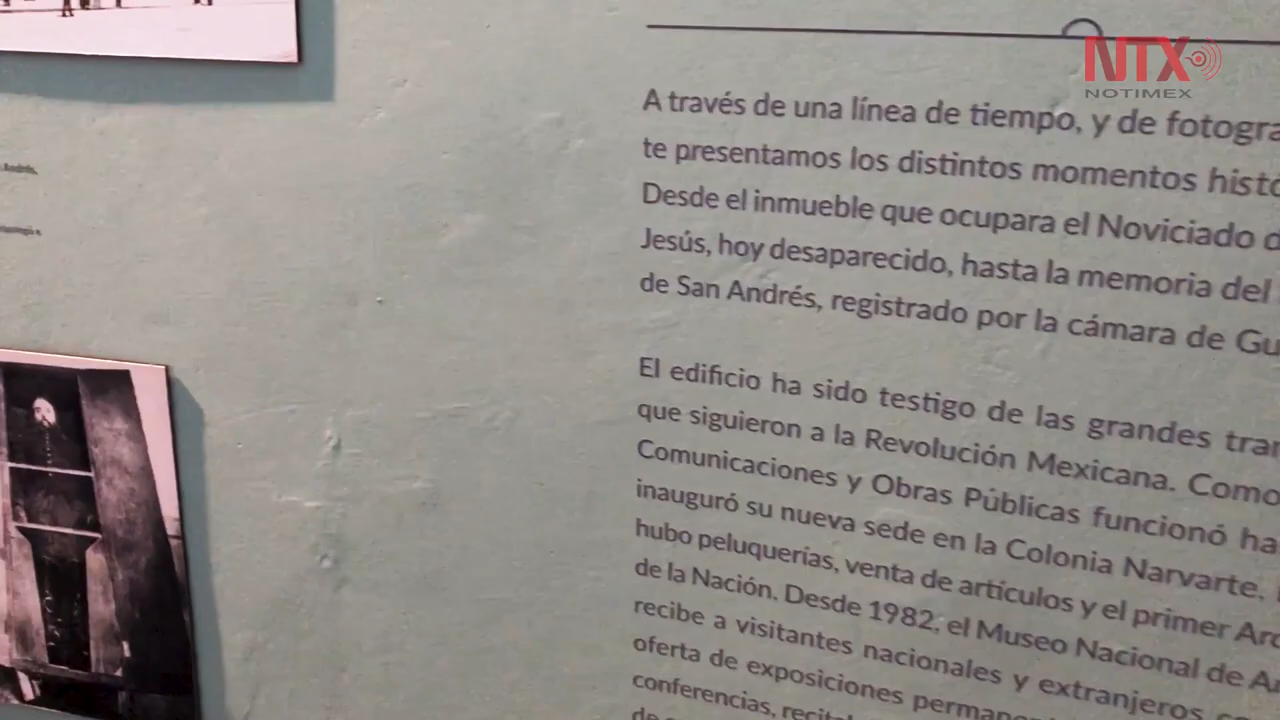 NTX
NOTIMEX
A través de una línea de tiempo, y de fotogra
te presentamos los distintos momentos histó
Desde el inmueble que ocupara el Noviciado d
Jesús, hoy desaparecido, hasta la memoria del
de San Andrés, registrado por la cámara de Gu
El edificio ha sido testigo de las grandes tran
que siguieron a la Revolución Mexicana. Como
Comunicaciones y Obras Públicas funcionó ha
inauguró su nueva sede en la Colonia Narvarte.
hubo peluquerías, venta de artículos y el primer Arc
de la Nación. Desde 1982, el Museo Nacional de A
recibe a visitantes nacionales y extranjeros
oferta de exposiciones perman
conferencias, recital
Andrés,